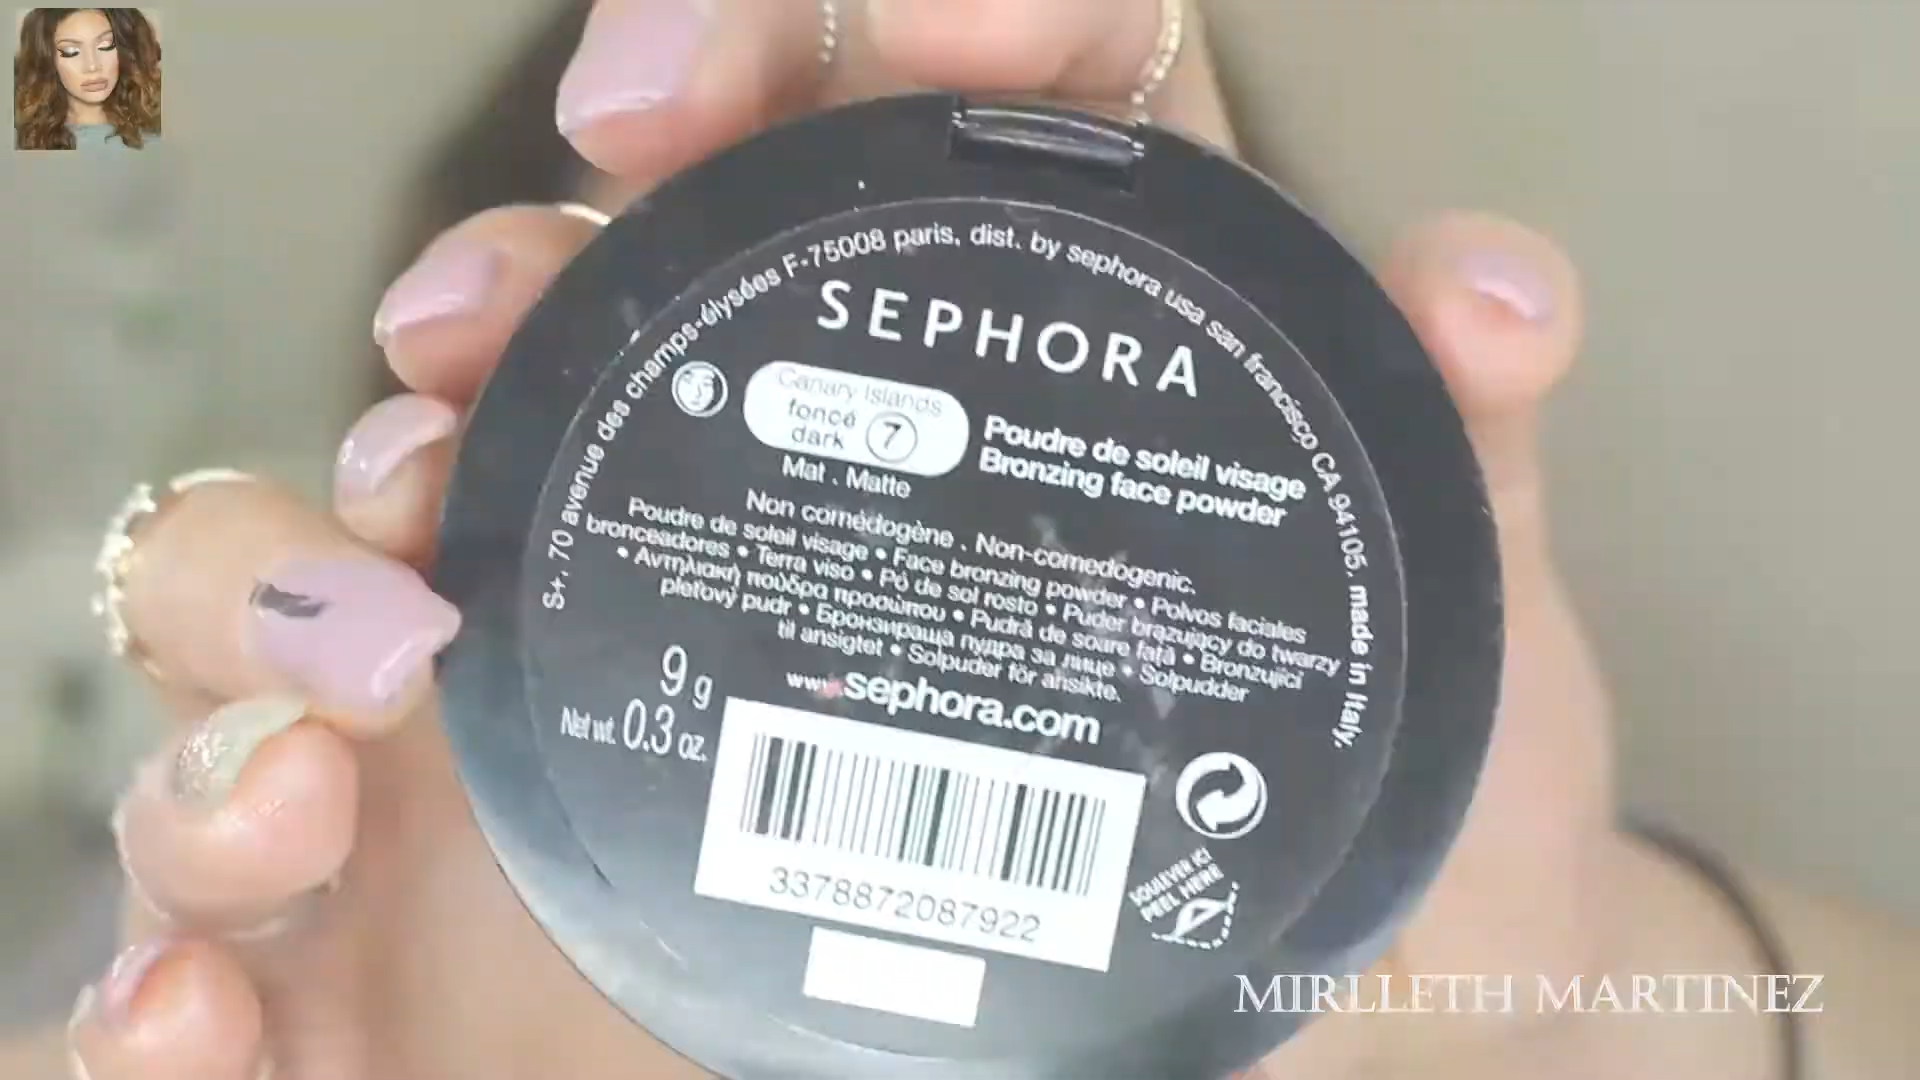 S+. 70 avenue des champs-élysées F-75008 paris. dist. by sephora usa san francisco CA 94105. made in Italy.
SEPHORA
Canary Islands
foncé
dark 7
Mat . Matte
Poudre de soleil visage
Bronzing face powder
Non comédogène . Non-comedogenic.
Poudre de soleil visage • Face bronzing powder • Polvos faciales
bronceadores • Terra viso • Pó de sol rosto • Puder brązujący do twarzy
• Αντηλιακή πούδρα προσώπου • Pudră de soare faţă • Bronzující
pleťový pudr • Бронзираща пудра за лице • Solpudder
til ansigtet • Solpuder för ansikte.
www.sephora.com
9 g
Net wt. 0.3 oz.
3378872087922
SOULEVER ICI
PEEL HERE
MIRLLETH MARTINEZ